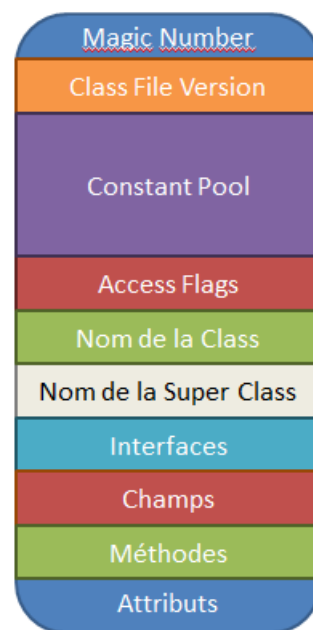 Magic Number
Class File Version
Constant Pool
Access Flags
Nom de la Class
Nom de la Super Class
Interfaces
Champs
Méthodes
Attributs